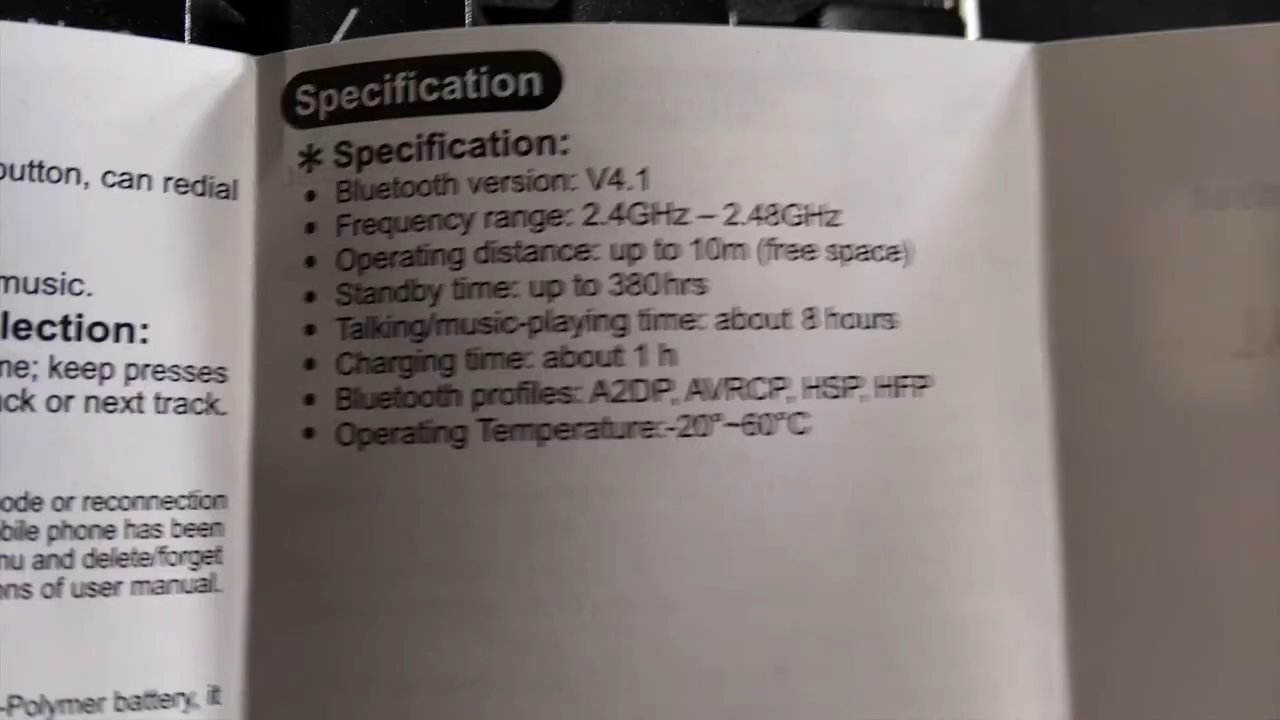 button, can redial
music.
lection:
ne; keep presses
ack or next track.
ode or reconnection
bile phone has been
nu and delete/forget
ons of user manual.
-Polymer battery, it
Specification
* Specification:
• Bluetooth version: V4.1
• Frequency range: 2.4GHz – 2.48GHz
• Operating distance: up to 10m (free space)
• Standby time: up to 380hrs
• Talking/music-playing time: about 8 hours
• Charging time: about 1 h
• Bluetooth profiles: A2DP, AVRCP, HSP, HFP
• Operating Temperature:-20°~60°C